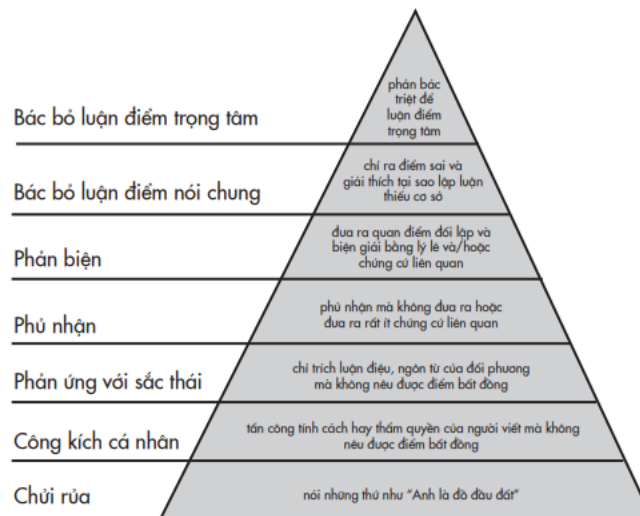 phản bác
triệt để
luận điểm
trọng tâm
Bác bỏ luận điểm trọng tâm
chỉ ra điểm sai và
giải thích tại sao lập luận
thiếu cơ sở
Bác bỏ luận điểm nói chung
đưa ra quan điểm đối lập và
biện giải bằng lý lẽ và/hoặc
chứng cứ liên quan
Phản biện
phủ nhận mà không đưa ra hoặc
đưa ra rất ít chứng cứ liên quan
Phủ nhận
chỉ trích luận điệu, ngôn từ của đối phương
mà không nêu được điểm bất đồng
Phản ứng với sắc thái
tấn công tính cách hay thẩm quyền của người viết mà không
nêu được điểm bất đồng
Công kích cá nhân
Chửi rủa
nói những thứ như "Anh là đồ đầu đất"